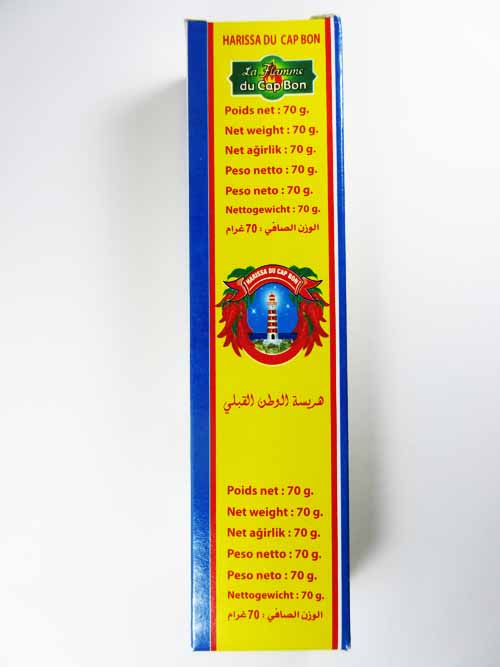 HARISSA DU CAP BON
La Flamme
du Cap Bon
Poids net : 70 g.
Net weight : 70 g.
Net ağirlik : 70 g.
Peso netto : 70 g.
Peso neto : 70 g.
Nettogewicht : 70 g.
الوزن الصافي : 70 غرام
HARISSA DU CAP BON
هريسة الوطن القبلي
Poids net : 70 g.
Net weight : 70 g.
Net ağirlik : 70 g.
Peso netto : 70 g.
Peso neto : 70 g.
Nettogewicht : 70 g.
الوزن الصافي : 70 غرام